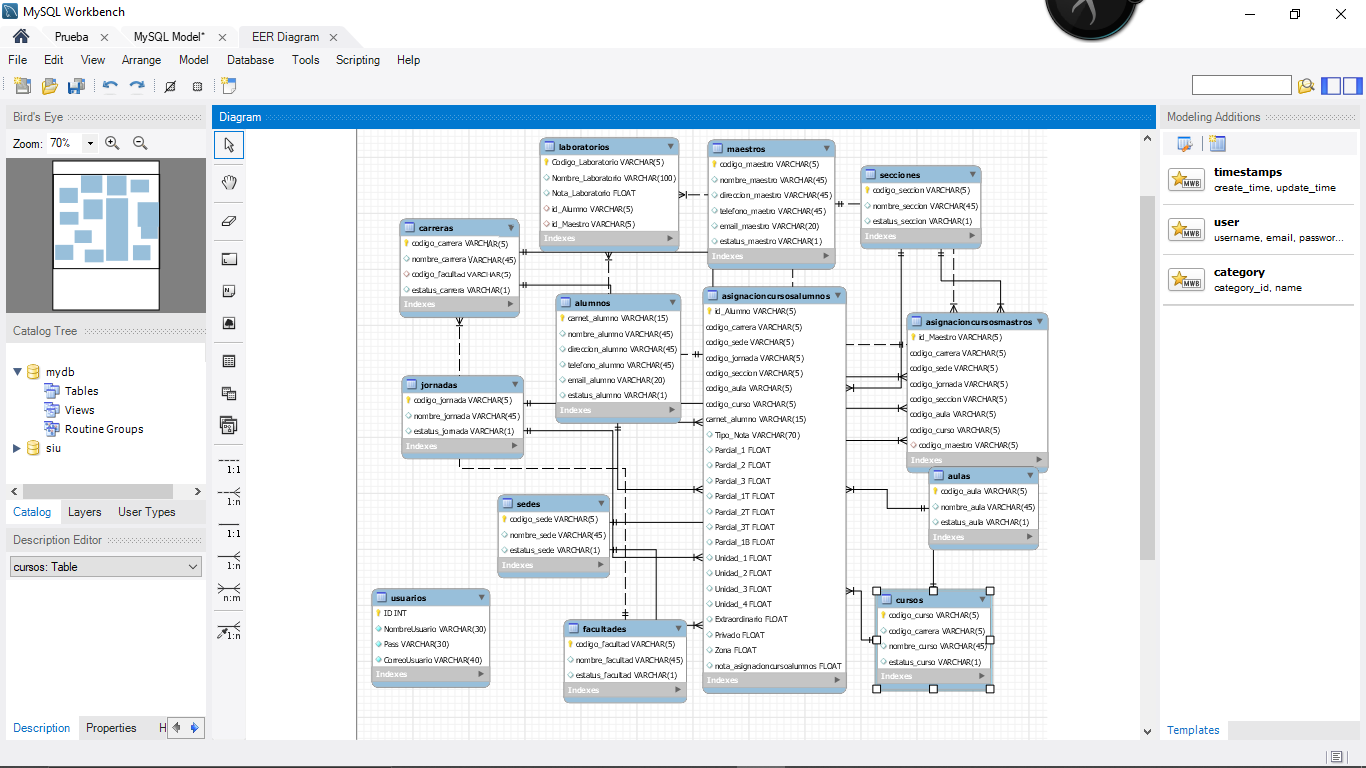 MySQL Workbench
Prueba
MySQL Model*
EER Diagram
File Edit View Arrange Model Database Tools Scripting Help
Bird's Eye
Zoom: 70%
Catalog Tree
mydb
Tables
Views
Routine Groups
siu
Catalog Layers User Types
Description Editor
cursos: Table
Description Properties H
1:1
1:n
1:1
1:n
n:m
1:n
Diagram
laboratorios
Codigo_Laboratorio VARCHAR(5)
Nombre_Laboratorio VARCHAR(100)
Nota_Laboratorio FLOAT
id_Alumno VARCHAR(5)
id_Maestro VARCHAR(5)
Indexes
maestros
codigo_maestro VARCHAR(5)
nombre_maestro VARCHAR(45)
direccion_maestro VARCHAR(45)
telefono_maetro VARCHAR(45)
email_maestro VARCHAR(20)
estatus_maestro VARCHAR(1)
Indexes
secciones
codigo_seccion VARCHAR(5)
nombre_seccion VARCHAR(45)
estatus_seccion VARCHAR(1)
Indexes
carreras
codigo_carrera VARCHAR(5)
nombre_carrera VARCHAR(45)
codigo_facultad VARCHAR(5)
estatus_carrera VARCHAR(1)
Indexes
alumnos
carnet_alumno VARCHAR(15)
nombre_alumno VARCHAR(45)
direccion_alumno VARCHAR(45)
telefono_alumno VARCHAR(45)
email_alumno VARCHAR(20)
estatus_alumno VARCHAR(1)
Indexes
asignacioncursosalumnos
id_Alumno VARCHAR(5)
codigo_carrera VARCHAR(5)
codigo_sede VARCHAR(5)
codigo_jornada VARCHAR(5)
codigo_seccion VARCHAR(5)
codigo_aula VARCHAR(5)
codigo_curso VARCHAR(5)
carnet_alumno VARCHAR(15)
Tipo_Nota VARCHAR(70)
Parcial_1 FLOAT
Parcial_2 FLOAT
Parcial_3 FLOAT
Parcial_1T FLOAT
Parcial_2T FLOAT
Parcial_3T FLOAT
Parcial_1B FLOAT
Unidad_1 FLOAT
Unidad_2 FLOAT
Unidad_3 FLOAT
Unidad_4 FLOAT
Extraordinario FLOAT
Privado FLOAT
Zona FLOAT
nota_asignacioncursoalumnos FLOAT
Indexes
asignacioncursosmastros
id_Maestro VARCHAR(5)
codigo_carrera VARCHAR(5)
codigo_sede VARCHAR(5)
codigo_jornada VARCHAR(5)
codigo_seccion VARCHAR(5)
codigo_aula VARCHAR(5)
codigo_curso VARCHAR(5)
codigo_maestro VARCHAR(5)
Indexes
jornadas
codigo_jornada VARCHAR(5)
nombre_jornada VARCHAR(45)
estatus_jornada VARCHAR(1)
Indexes
aulas
codigo_aula VARCHAR(5)
nombre_aula VARCHAR(45)
estatus_aula VARCHAR(1)
Indexes
sedes
codigo_sede VARCHAR(5)
nombre_sede VARCHAR(45)
estatus_sede VARCHAR(1)
Indexes
usuarios
ID INT
NombreUsuario VARCHAR(30)
Pass VARCHAR(30)
CorreoUsuario VARCHAR(40)
Indexes
facultades
codigo_facultad VARCHAR(5)
nombre_facultad VARCHAR(45)
estatus_facultad VARCHAR(1)
Indexes
cursos
codigo_curso VARCHAR(5)
codigo_carrera VARCHAR(5)
nombre_curso VARCHAR(45)
estatus_curso VARCHAR(1)
Indexes
Modeling Additions
MWB
timestamps
create_time, update_time
MWB
user
username, email, passwor...
MWB
category
category_id, name
Templates